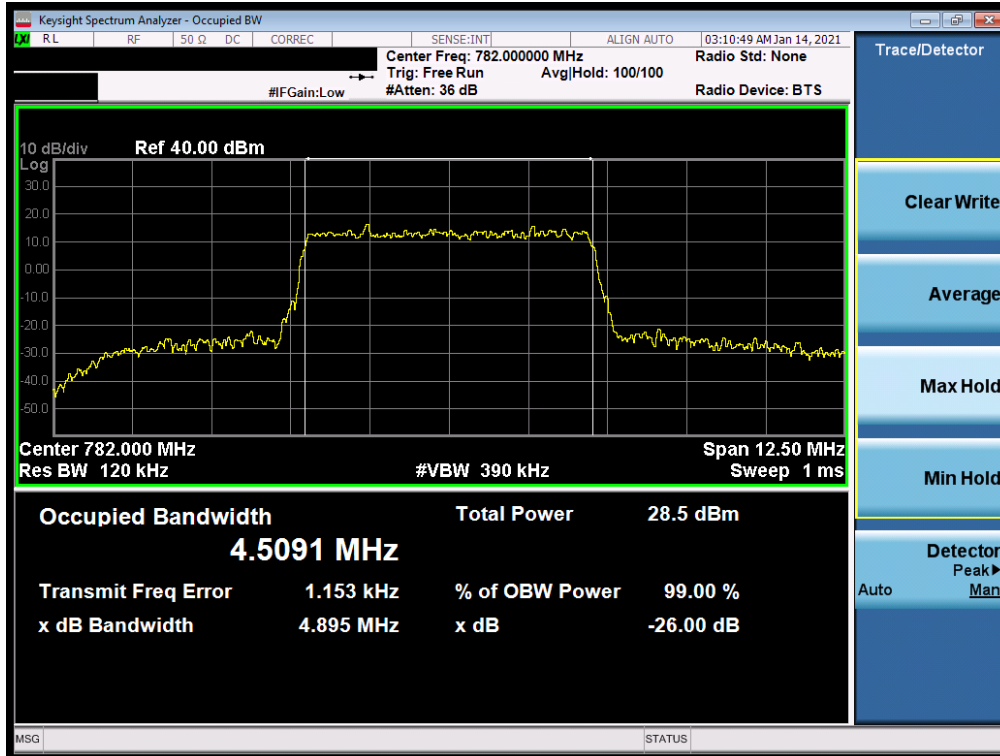 Keysight Spectrum Analyzer - Occupied BW
LXI RL RF 50 Ω DC CORREC SENSE:INT ALIGN AUTO 03:10:49 AM Jan 14, 2021
Center Freq: 782.000000 MHz Radio Std: None
Trig: Free Run Avg|Hold: 100/100
#IFGain:Low #Atten: 36 dB Radio Device: BTS
10 dB/div Ref 40.00 dBm
Log
30.0
20.0
10.0
0.00
-10.0
-20.0
-30.0
-40.0
-50.0
Center 782.000 MHz Span 12.50 MHz
Res BW 120 kHz #VBW 390 kHz Sweep 1 ms
Occupied Bandwidth Total Power 28.5 dBm
4.5091 MHz
Transmit Freq Error 1.153 kHz % of OBW Power 99.00 %
x dB Bandwidth 4.895 MHz x dB -26.00 dB
MSG STATUS
Trace/Detector
Clear Write
Average
Max Hold
Min Hold
Detector
Peak▶
Auto Man